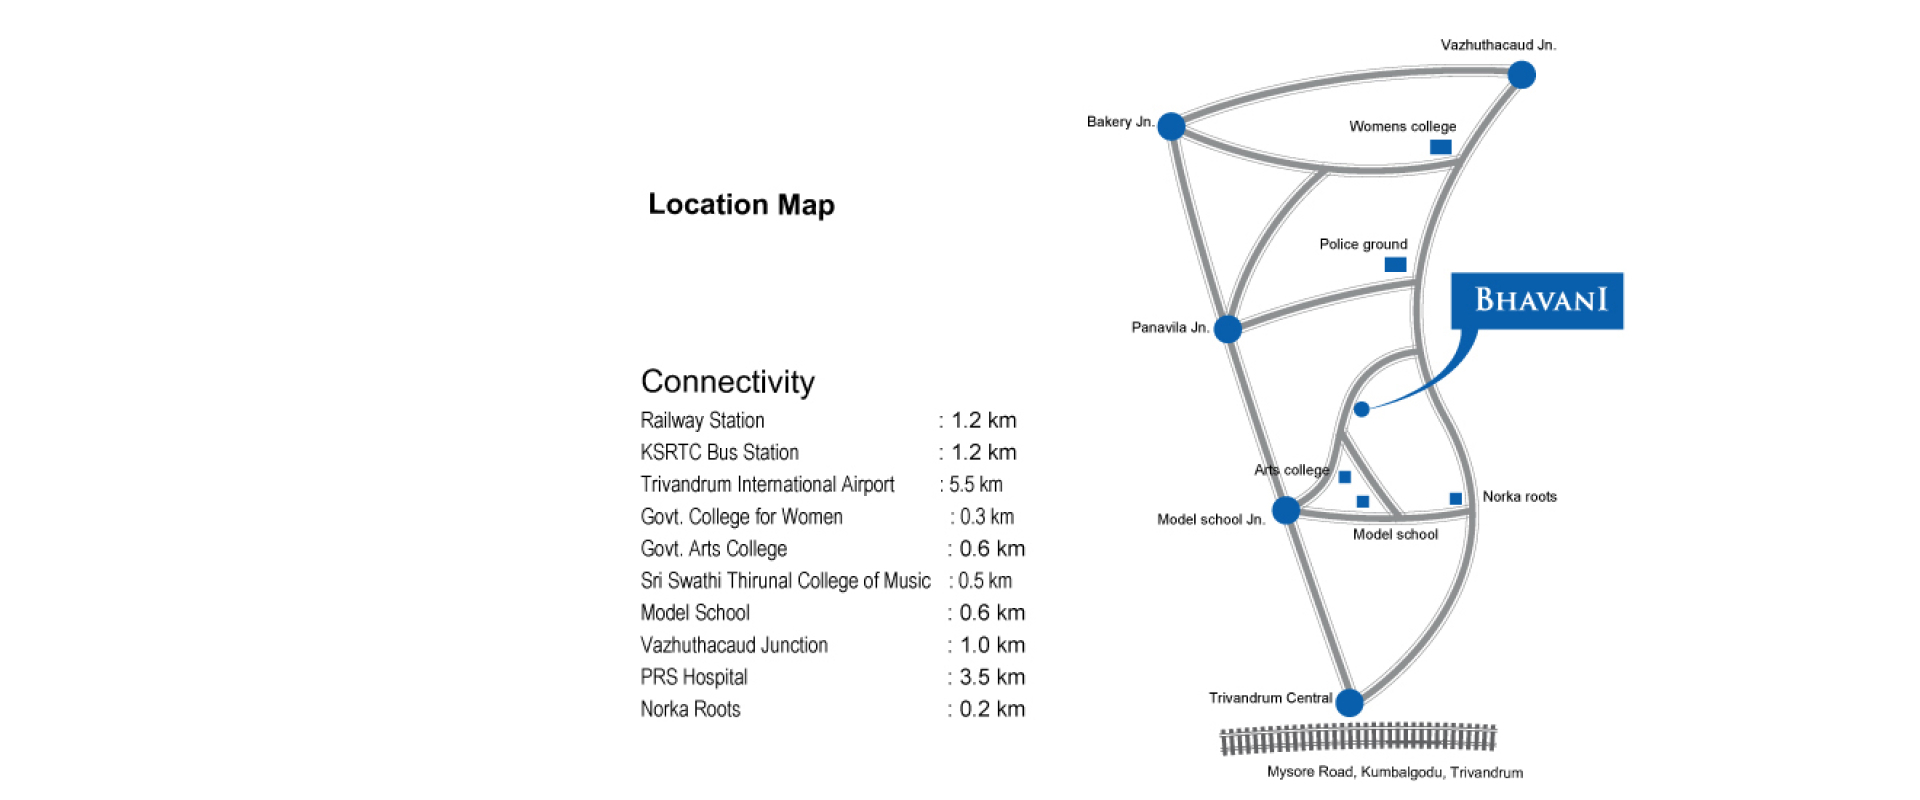 Location Map
Connectivity
Railway Station : 1.2 km
KSRTC Bus Station : 1.2 km
Trivandrum International Airport : 5.5 km
Govt. College for Women : 0.3 km
Govt. Arts College : 0.6 km
Sri Swathi Thirunal College of Music : 0.5 km
Model School : 0.6 km
Vazhuthacaud Junction : 1.0 km
PRS Hospital : 3.5 km
Norka Roots : 0.2 km
Vazhuthacaud Jn.
Bakery Jn.
Womens college
Police ground
BHAVANI
Panavila Jn.
Arts college
Norka roots
Model school Jn.
Model school
Trivandrum Central
Mysore Road, Kumbalgodu, Trivandrum